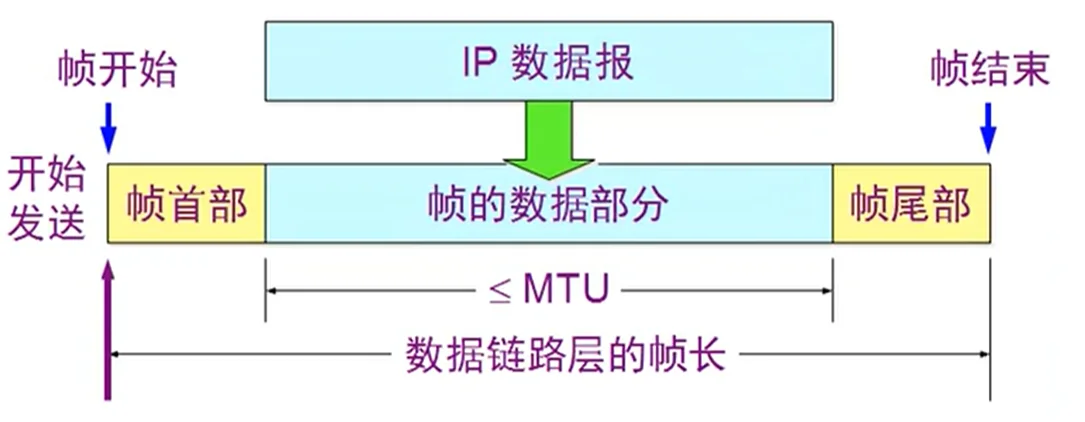 IP 数据报
帧开始
帧结束
开始
发送
帧首部
帧的数据部分
帧尾部
≤ MTU
数据链路层的帧长